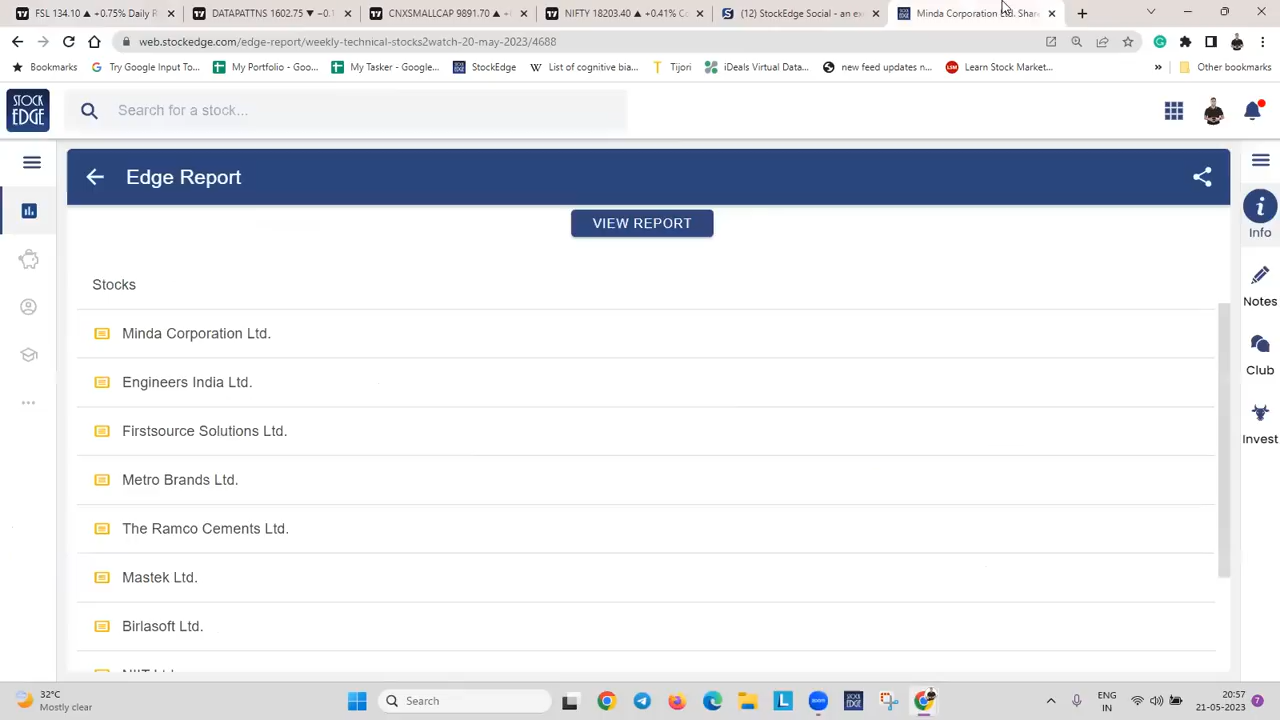 FSL 134.10 ▲ +0.75% Daily R
DATAPATTNS 1602.75 ▼ −0.1
CNXSMALLCAP 9891.70 ▲ +
NIFTY 18203.40 ▲ +0.41% C
(12) StockEdge Social - an ex
Minda Corporation Ltd. Share
web.stockedge.com/edge-report/weekly-technical-stocks2watch-20-may-2023/4688
Bookmarks
Try Google Input To...
My Portfolio - Goo...
My Tasker - Google...
StockEdge
List of cognitive bia...
Tijori
iDeals Virtual Data...
new feed updates n...
Learn Stock Market...
»
Other bookmarks
STOCK
EDGE
Search for a stock...
Edge Report
VIEW REPORT
Stocks
Minda Corporation Ltd.
Engineers India Ltd.
Firstsource Solutions Ltd.
Metro Brands Ltd.
The Ramco Cements Ltd.
Mastek Ltd.
Birlasoft Ltd.
Info
Notes
Club
Invest
32°C
Mostly clear
Search
ENG
IN
20:57
21-05-2023
7